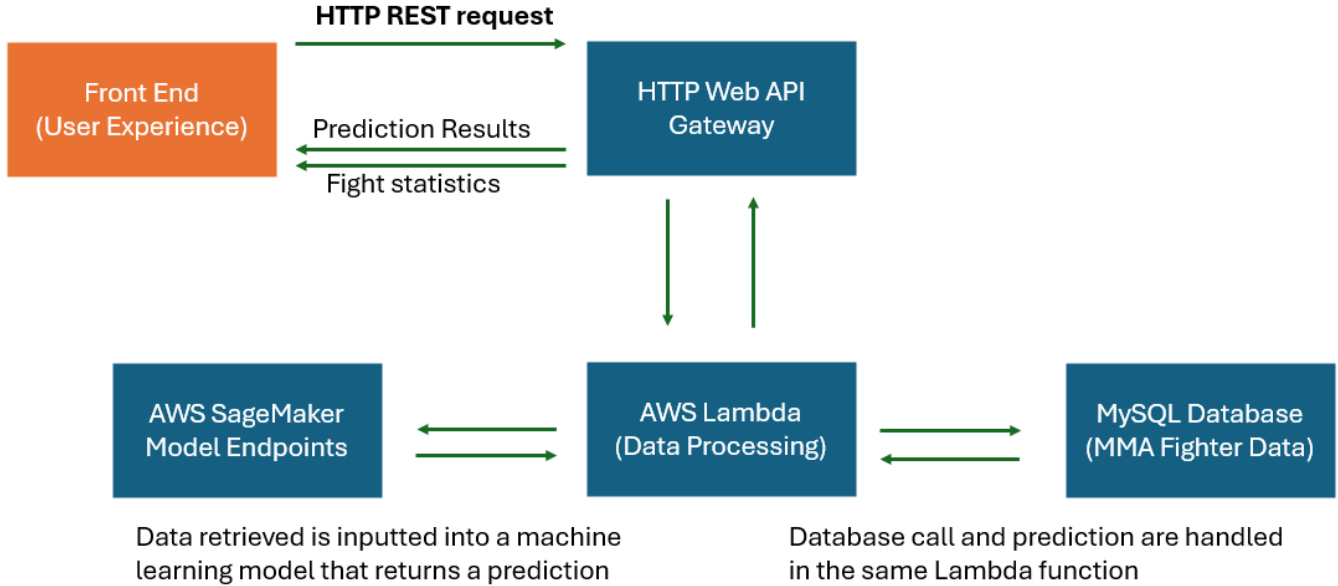 HTTP REST request
Front End
(User Experience)
HTTP Web API
Gateway
Prediction Results
Fight statistics
AWS SageMaker
Model Endpoints
AWS Lambda
(Data Processing)
MySQL Database
(MMA Fighter Data)
Data retrieved is inputted into a machine
learning model that returns a prediction
Database call and prediction are handled
in the same Lambda function